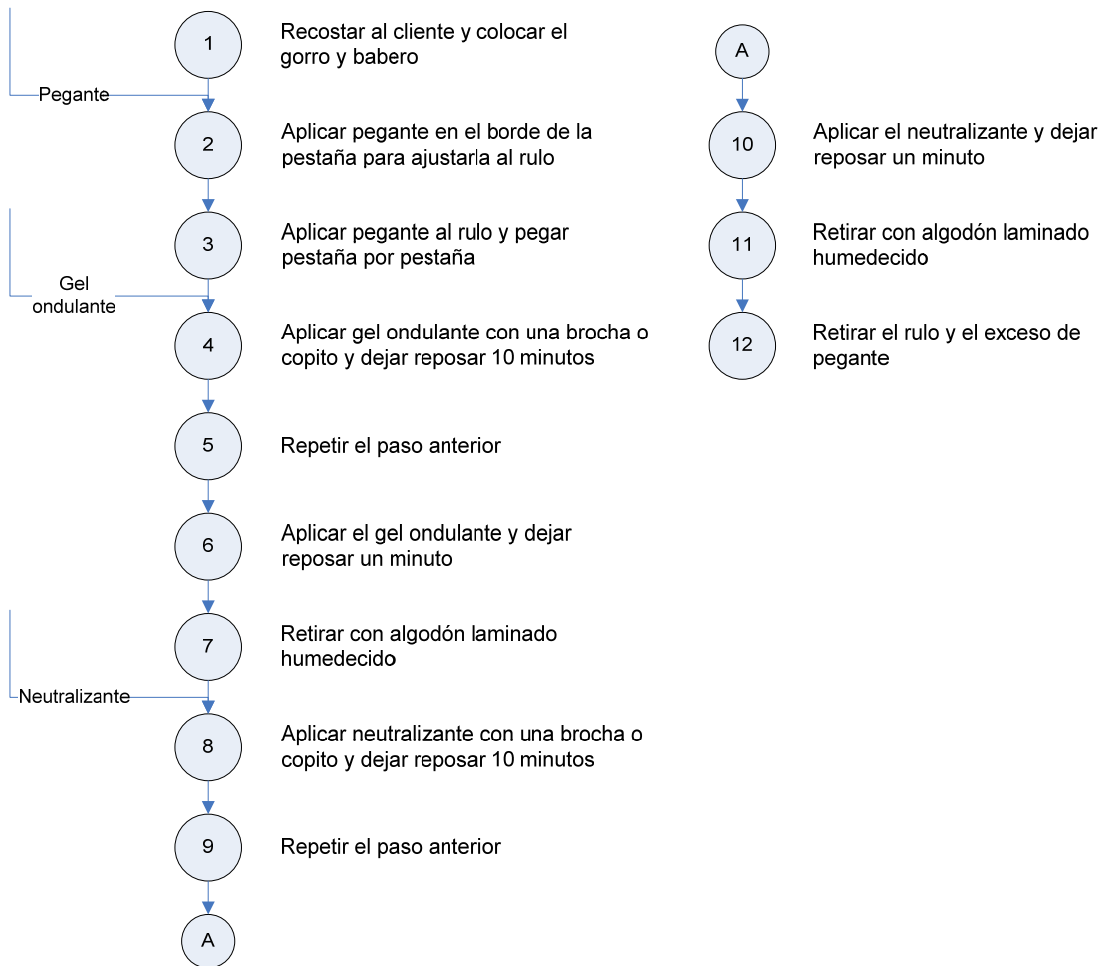 1
Recostar al cliente y colocar el
gorro y babero
Pegante
2
Aplicar pegante en el borde de la
pestaña para ajustarla al rulo
3
Aplicar pegante al rulo y pegar
pestaña por pestaña
Gel
ondulante
4
Aplicar gel ondulante con una brocha o
copito y dejar reposar 10 minutos
5
Repetir el paso anterior
6
Aplicar el gel ondulante y dejar
reposar un minuto
7
Retirar con algodón laminado
humedecido
Neutralizante
8
Aplicar neutralizante con una brocha o
copito y dejar reposar 10 minutos
9
Repetir el paso anterior
A
A
10
Aplicar el neutralizante y dejar
reposar un minuto
11
Retirar con algodón laminado
humedecido
12
Retirar el rulo y el exceso de
pegante